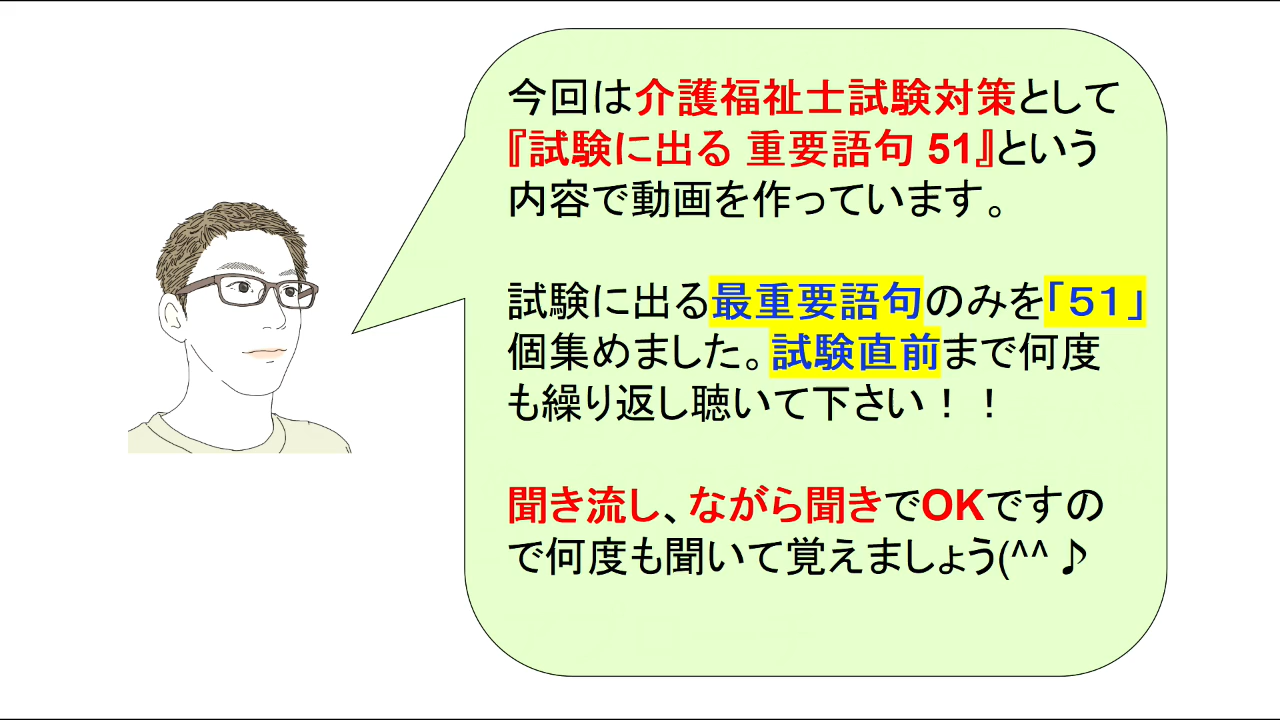 今回は介護福祉士試験対策として
『試験に出る 重要語句 51』という
内容で動画を作っています。
試験に出る最重要語句のみを「５１」
個集めました。試験直前まで何度
も繰り返し聴いて下さい！！
聞き流し、ながら聞きでOKですの
で何度も聞いて覚えましょう(^^♪